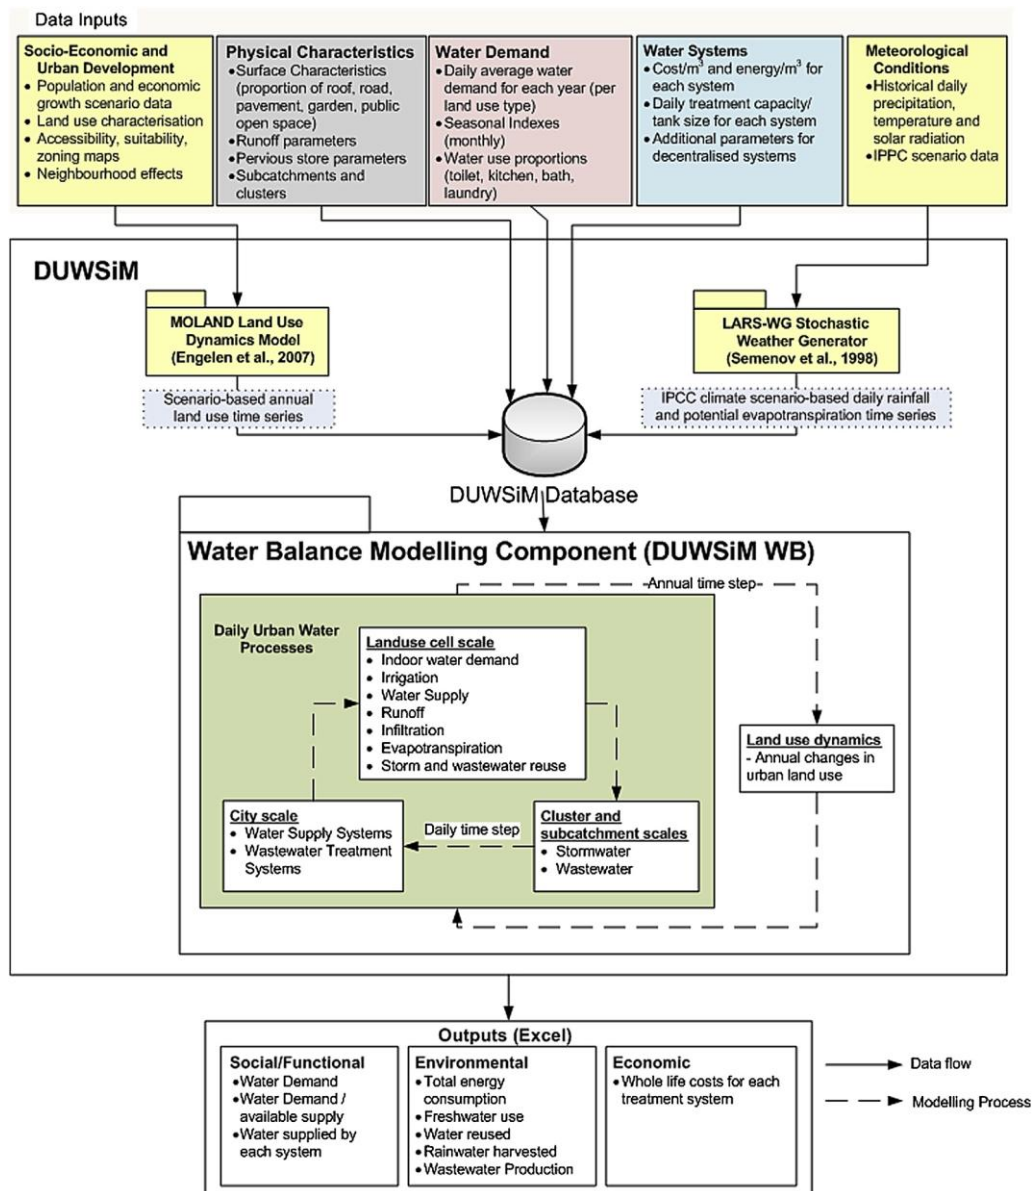 Data Inputs
Socio-Economic and
Urban Development
• Population and economic
growth scenario data
• Land use characterisation
• Accessibility, suitability,
zoning maps
• Neighbourhood effects
Physical Characteristics
• Surface Characteristics
(proportion of roof, road,
pavement, garden, public
open space)
• Runoff parameters
• Pervious store parameters
• Subcatchments and
clusters
Water Demand
• Daily average water
demand for each year (per
land use type)
• Seasonal Indexes
(monthly)
• Water use proportions
(toilet, kitchen, bath,
laundry)
Water Systems
• Cost/m³ and energy/m³ for
each system
• Daily treatment capacity/
tank size for each system
• Additional parameters for
decentralised systems
Meteorological
Conditions
• Historical daily
precipitation,
temperature and
solar radiation
• IPPC scenario data
DUWSiM
MOLAND Land Use
Dynamics Model
(Engelen et al., 2007)
Scenario-based annual
land use time series
LARS-WG Stochastic
Weather Generator
(Semenov et al., 1998)
IPCC climate scenario-based daily rainfall
and potential evapotranspiration time series
DUWSiM Database
Water Balance Modelling Component (DUWSiM WB)
Annual time step
Daily Urban Water
Processes
Landuse cell scale
• Indoor water demand
• Irrigation
• Water Supply
• Runoff
• Infiltration
• Evapotranspiration
• Storm and wastewater reuse
Land use dynamics
- Annual changes in
urban land use
City scale
• Water Supply Systems
• Wastewater Treatment
Systems
Daily time step
Cluster and
subcatchment scales
• Stormwater
• Wastewater
Outputs (Excel)
Social/Functional
• Water Demand
• Water Demand /
available supply
• Water supplied by
each system
Environmental
• Total energy
consumption
• Freshwater use
• Water reused
• Rainwater harvested
• Wastewater Production
Economic
• Whole life costs for each
treatment system
Data flow
Modelling Process